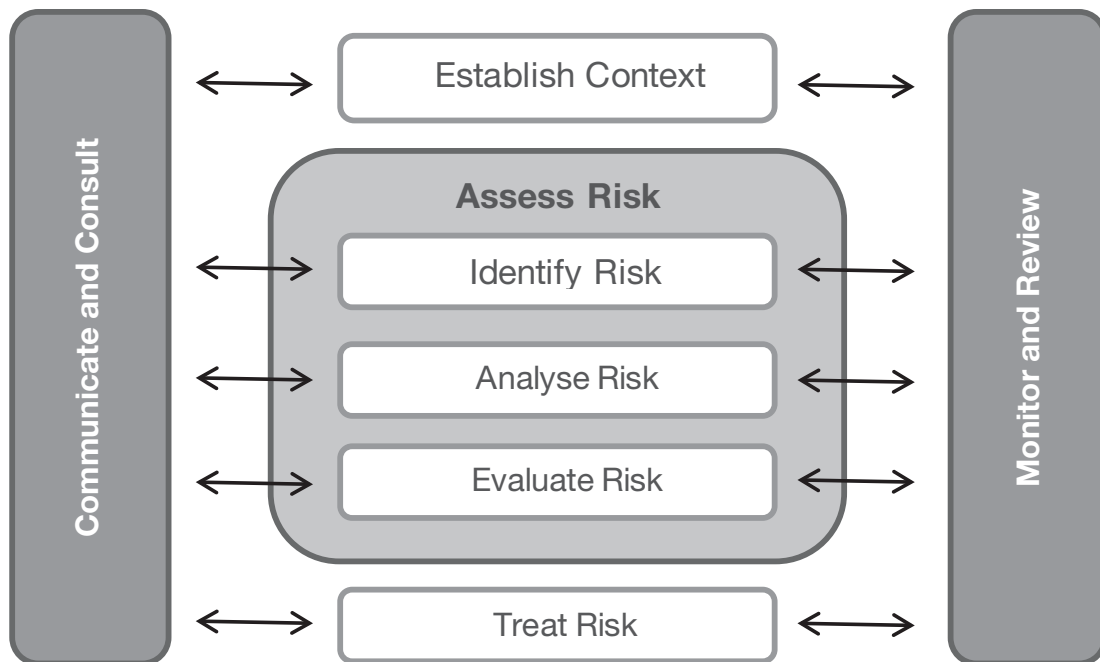 Communicate and Consult
Establish Context
Assess Risk
Identify Risk
Analyse Risk
Evaluate Risk
Treat Risk
Monitor and Review